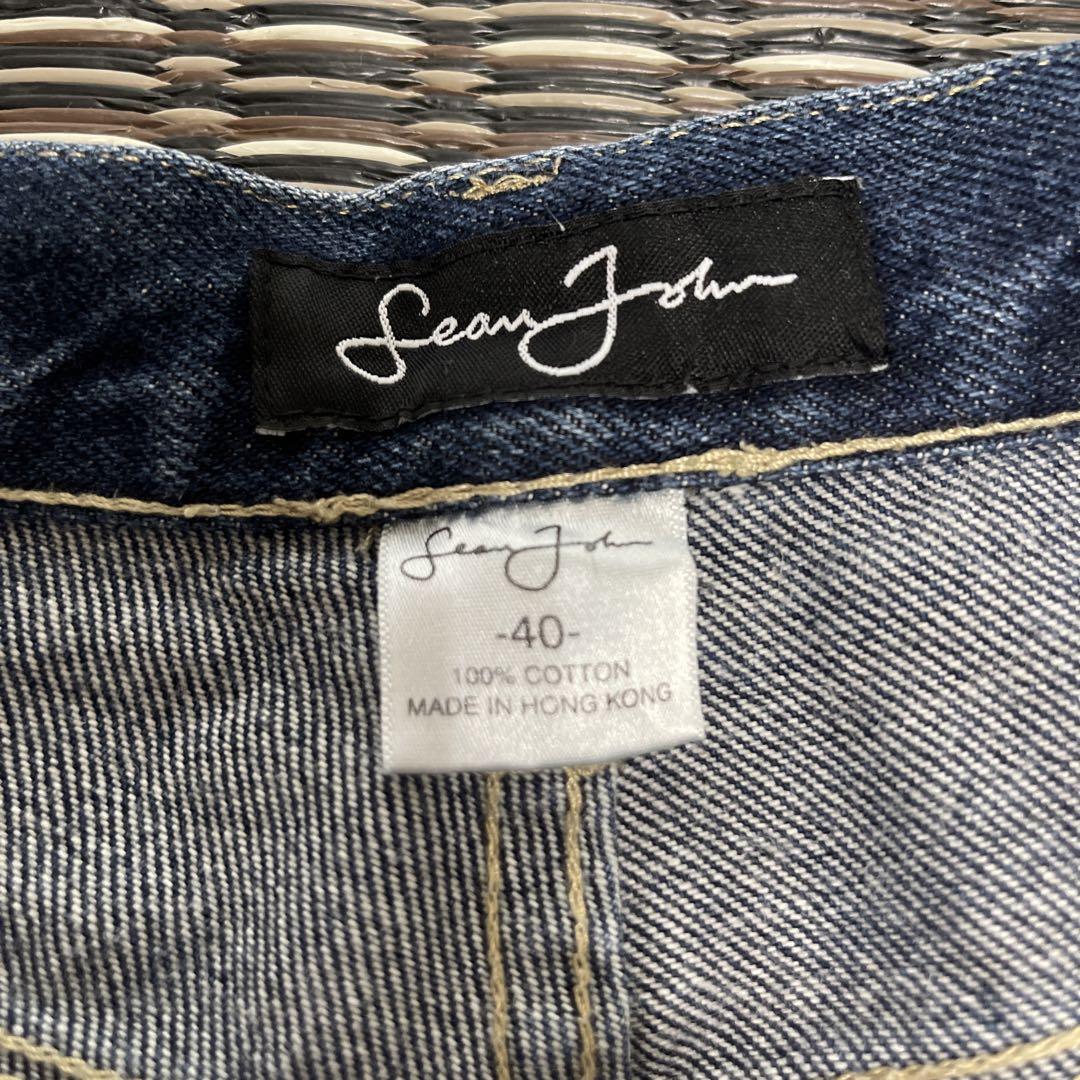 Sean John
Sean John
-40-
100% COTTON
MADE IN HONG KONG